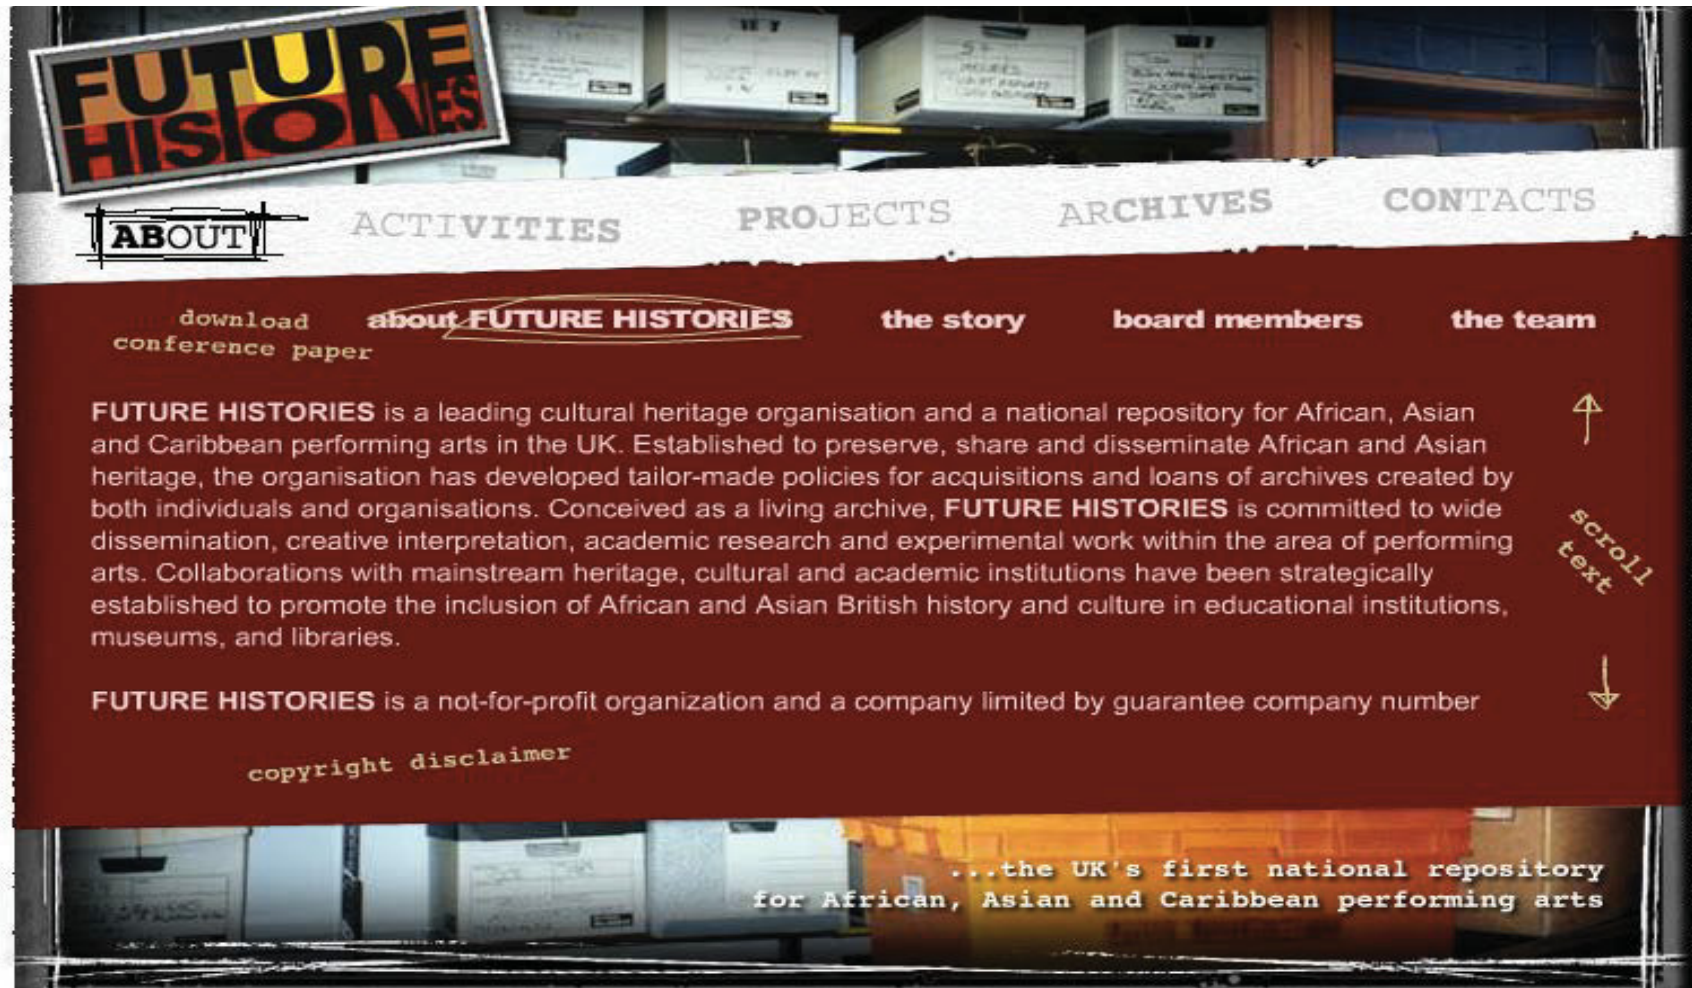 FUTURE
HISTORIES
ABOUT
ACTIVITIES
PROJECTS
ARCHIVES
CONTACTS
download
conference paper
about FUTURE HISTORIES
the story
board members
the team
FUTURE HISTORIES is a leading cultural heritage organisation and a national repository for African, Asian
and Caribbean performing arts in the UK. Established to preserve, share and disseminate African and Asian
heritage, the organisation has developed tailor-made policies for acquisitions and loans of archives created by
both individuals and organisations. Conceived as a living archive, FUTURE HISTORIES is committed to wide
dissemination, creative interpretation, academic research and experimental work within the area of performing
arts. Collaborations with mainstream heritage, cultural and academic institutions have been strategically
established to promote the inclusion of African and Asian British history and culture in educational institutions,
museums, and libraries.
FUTURE HISTORIES is a not-for-profit organization and a company limited by guarantee company number
scroll
text
copyright disclaimer
...the UK's first national repository
for African, Asian and Caribbean performing arts